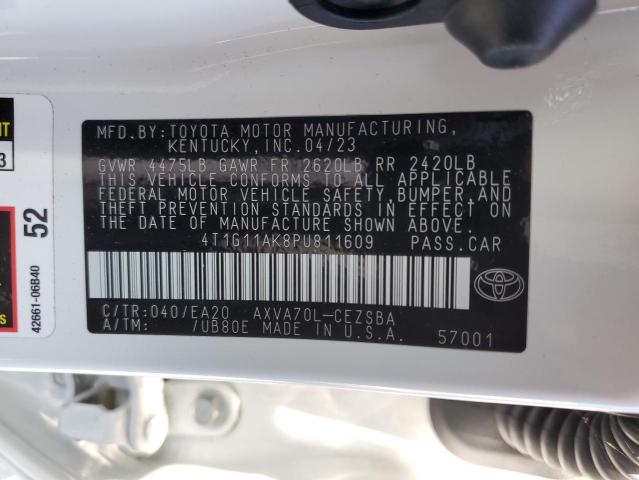 MFD.BY:TOYOTA MOTOR MANUFACTURING,
KENTUCKY,INC.04/23
GVWR 4475LB GAWR FR 2620LB RR 2420LB
THIS VEHICLE CONFORMS TO ALL APPLICABLE
FEDERAL MOTOR VEHICLE SAFETY,BUMPER,AND
THEFT PREVENTION STANDARDS IN EFFECT ON
THE DATE OF MANUFACTURE SHOWN ABOVE.
4T1G11AK8PU811609 PASS.CAR
C/TR:040/EA20 AXVA70L-CEZSBA
A/TM: /UB80E MADE IN U.S.A. 57001
52
42661-06B40
3